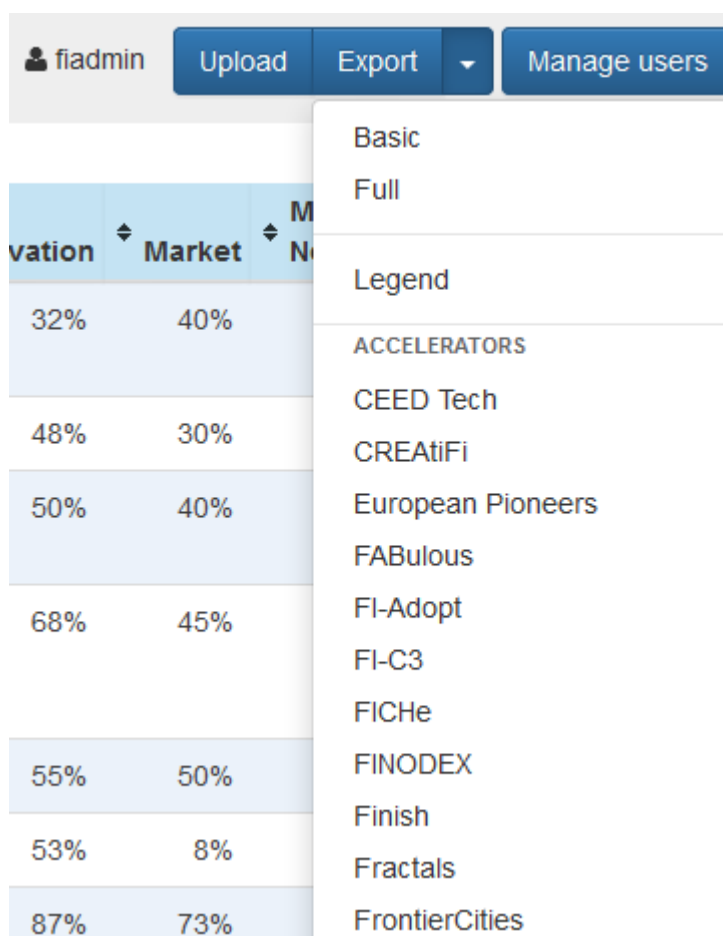 fiadmin Upload Export Manage users
Basic
Full
M
vation Market N
Legend
32% 40%
ACCELERATORS
CEED Tech
48% 30%
CREAtiFi
50% 40% European Pioneers
FABulous
68% 45% FI-Adopt
FI-C3
FICHe
55% 50% FINODEX
Finish
53% 8%
Fractals
87% 73% FrontierCities